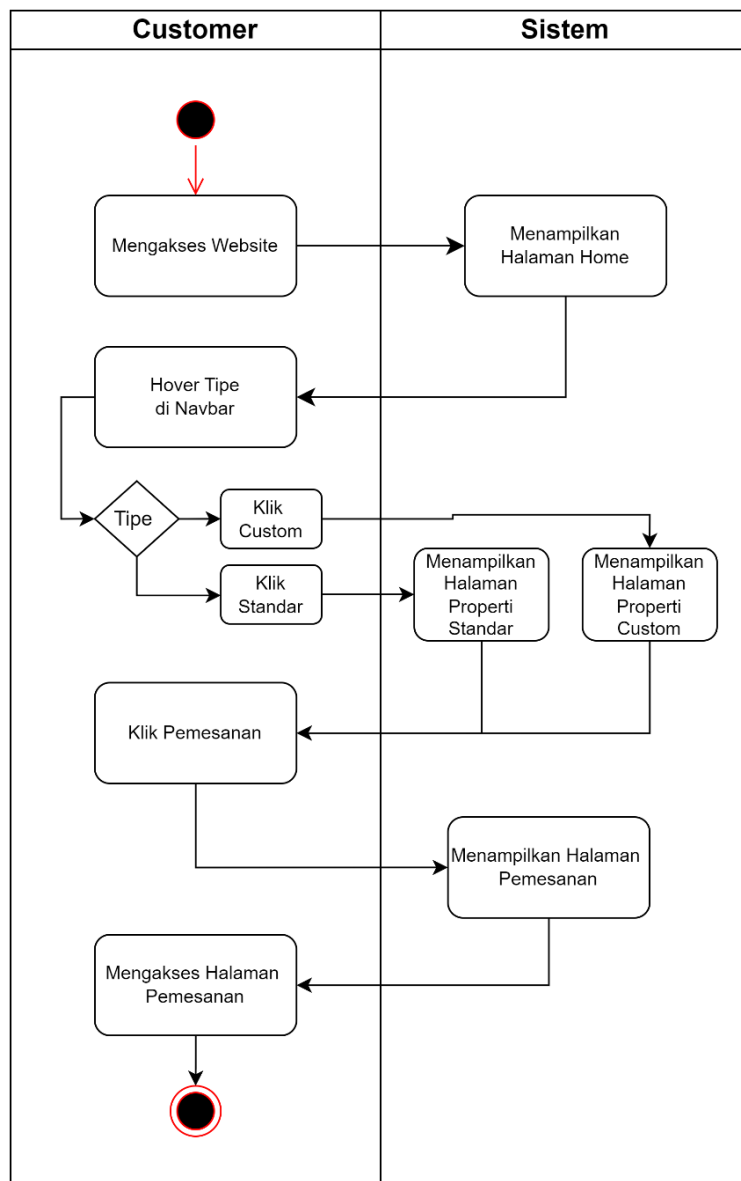 Customer
Sistem
Mengakses Website
Menampilkan
Halaman Home
Hover Tipe
di Navbar
Tipe
Klik
Custom
Klik
Standar
Menampilkan
Halaman
Properti
Standar
Menampilkan
Halaman
Properti
Custom
Klik Pemesanan
Menampilkan Halaman
Pemesanan
Mengakses Halaman
Pemesanan